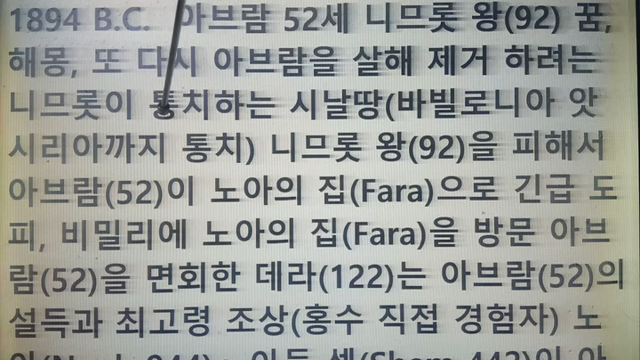 1894 B.C. 아브람 52세 니므롯 왕(92) 꿈,
해몽, 또 다시 아브람을 살해 제거 하려는
니므롯이 통치하는 시날땅(바빌로니아 앗
시리아까지 통치) 니므롯 왕(92)을 피해서
아브람(52)이 노아의 집(Fara)으로 긴급 도
피, 비밀리에 노아의 집(Fara)을 방문 아브
람(52)을 면회한 데라(122)는 아브람(52)의
설득과 최고령 조상(홍수 직접 경험자) 노